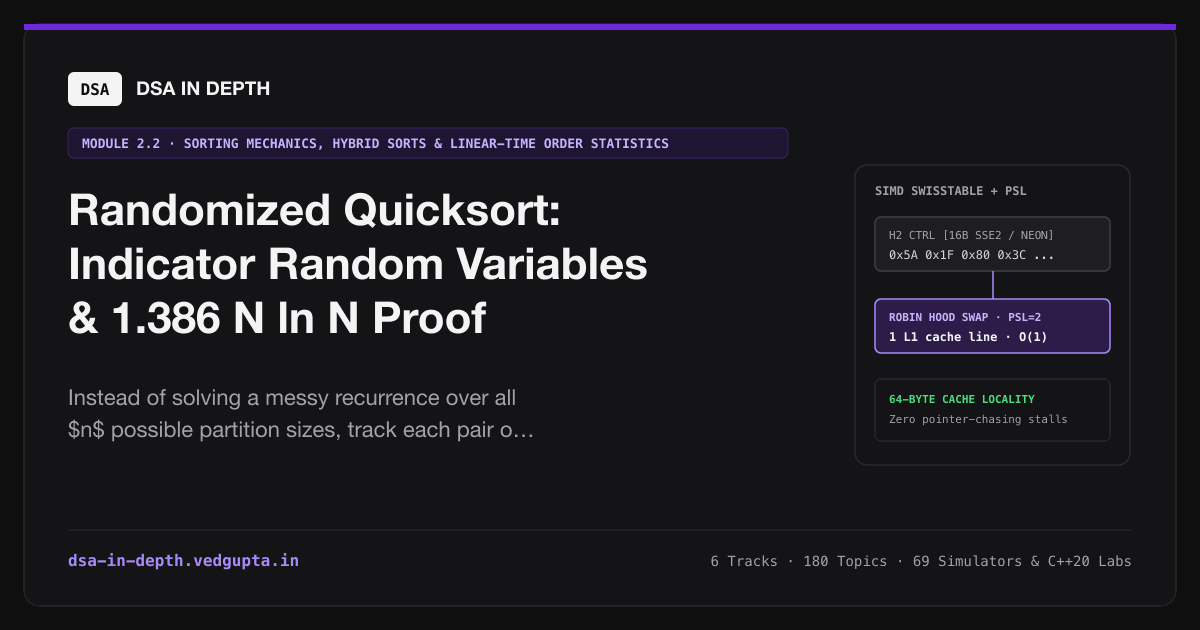 DSA
DSA IN DEPTH
MODULE 2.2 · SORTING MECHANICS, HYBRID SORTS & LINEAR-TIME ORDER STATISTICS
Randomized Quicksort:
Indicator Random Variables
& 1.386 N ln N Proof
Instead of solving a messy recurrence over all
$n$ possible partition sizes, track each pair o…
SIMD SWISSTABLE + PSL
H2 CTRL [16B SSE2 / NEON]
0x5A 0x1F 0x80 0x3C ...
ROBIN HOOD SWAP · PSL=2
1 L1 cache line · O(1)
64-BYTE CACHE LOCALITY
Zero pointer-chasing stalls
dsa-in-depth.vedgupta.in
6 Tracks · 180 Topics · 69 Simulators & C++20 Labs